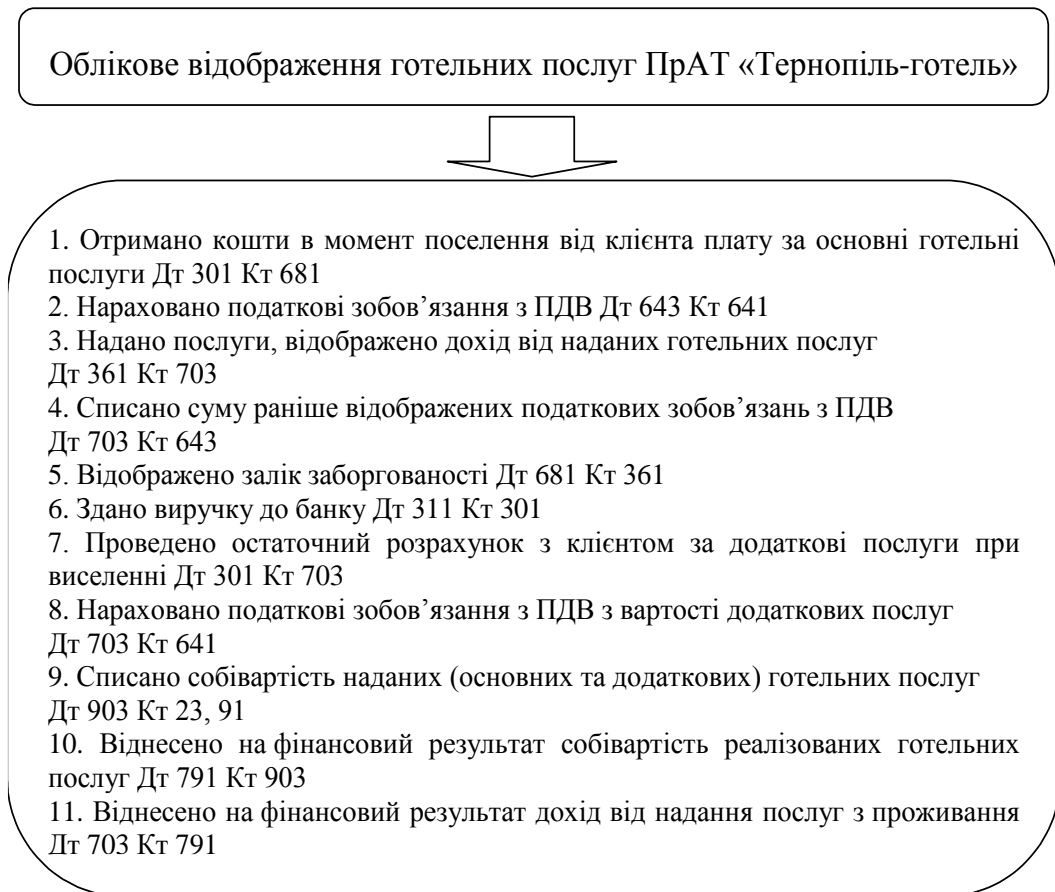 Облікове відображення готельних послуг ПрАТ «Тернопіль-готель»
1. Отримано кошти в момент поселення від клієнта плату за основні готельні
послуги Дт 301 Кт 681
2. Нараховано податкові зобов’язання з ПДВ Дт 643 Кт 641
3. Надано послуги, відображено дохід від наданих готельних послуг
Дт 361 Кт 703
4. Списано суму раніше відображених податкових зобов’язань з ПДВ
Дт 703 Кт 643
5. Відображено залік заборгованості Дт 681 Кт 361
6. Здано виручку до банку Дт 311 Кт 301
7. Проведено остаточний розрахунок з клієнтом за додаткові послуги при
виселенні Дт 301 Кт 703
8. Нараховано податкові зобов’язання з ПДВ з вартості додаткових послуг
Дт 703 Кт 641
9. Списано собівартість наданих (основних та додаткових) готельних послуг
Дт 903 Кт 23, 91
10. Віднесено на фінансовий результат собівартість реалізованих готельних
послуг Дт 791 Кт 903
11. Віднесено на фінансовий результат дохід від надання послуг з проживання
Дт 703 Кт 791